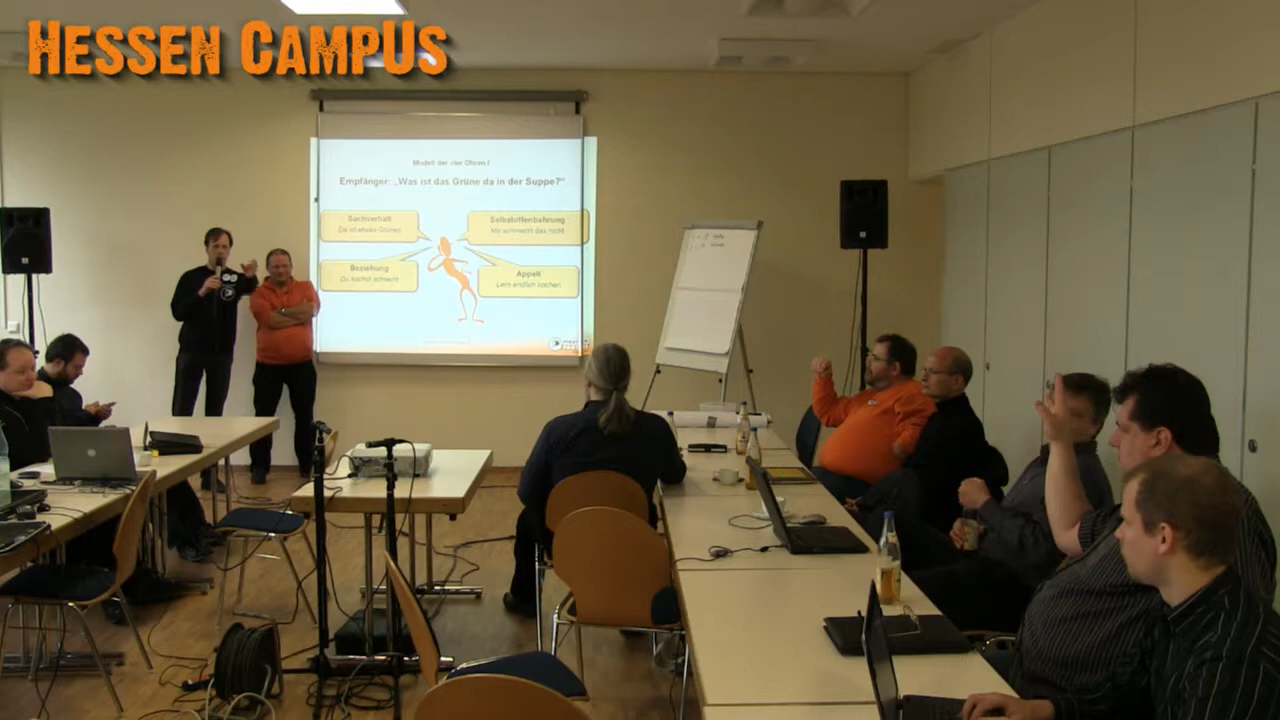 HESSEN CAMPUS
Modell der vier Ohren I
Empfänger: „Was ist das Grüne da in der Suppe?"
Sachverhalt
Da ist etwas Grünes
Selbstoffenbahrung
Mir schmeckt das nicht
Beziehung
Du kochst schlecht
Appell
Lern endlich kochen